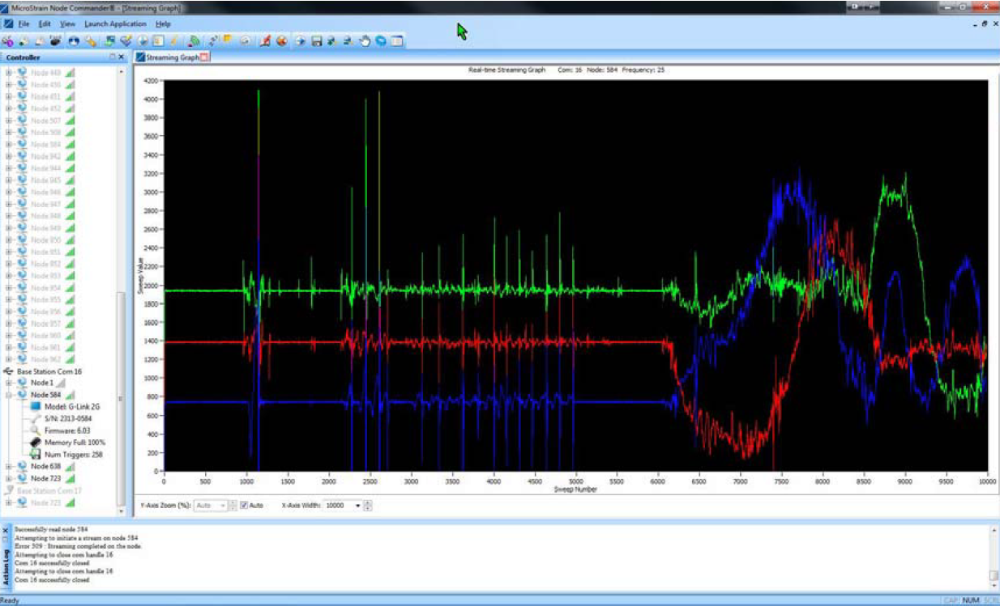 MicroStrain Node Commander® - [Streaming Graph]
File Edit View Launch Application Help
Controller
Streaming Graph
Node 449
Node 450
Node 451
Node 452
Node 507
Node 508
Node 584
Node 942
Node 944
Node 945
Node 946
Node 947
Node 948
Node 949
Node 950
Node 951
Node 952
Node 953
Node 954
Node 955
Node 956
Node 957
Node 960
Node 961
Node 962
Base Station Com 16
Node 1
Node 584
Model: G-Link 2G
S/N: 2313-0584
Firmware: 6.03
Memory Full: 100%
Num Triggers: 258
Node 638
Node 723
Base Station Com 17
Node 723
Real-time Streaming Graph Com: 16 Node: 584 Frequency: 25
4200
4000
3800
3600
3400
3200
3000
2800
2600
2400
2200
2000
1800
1600
1400
1200
1000
800
600
400
200
0
Sweep Value
0 500 1000 1500 2000 2500 3000 3500 4000 4500 5000 5500 6000 6500 7000 7500 8000 8500 9000 9500 10000
Sweep Number
Y-Axis Zoom [%]: Auto Auto X-Axis Width: 10000
Action Log
Successfully read node 584
Attempting to initiate a stream on node 584
Error 309 : Streaming completed on the node.
Attempting to close com handle 16
Com 16 successfully closed
Attempting to close com handle 16
Com 16 successfully closed
Ready
CAP NUM SCRL